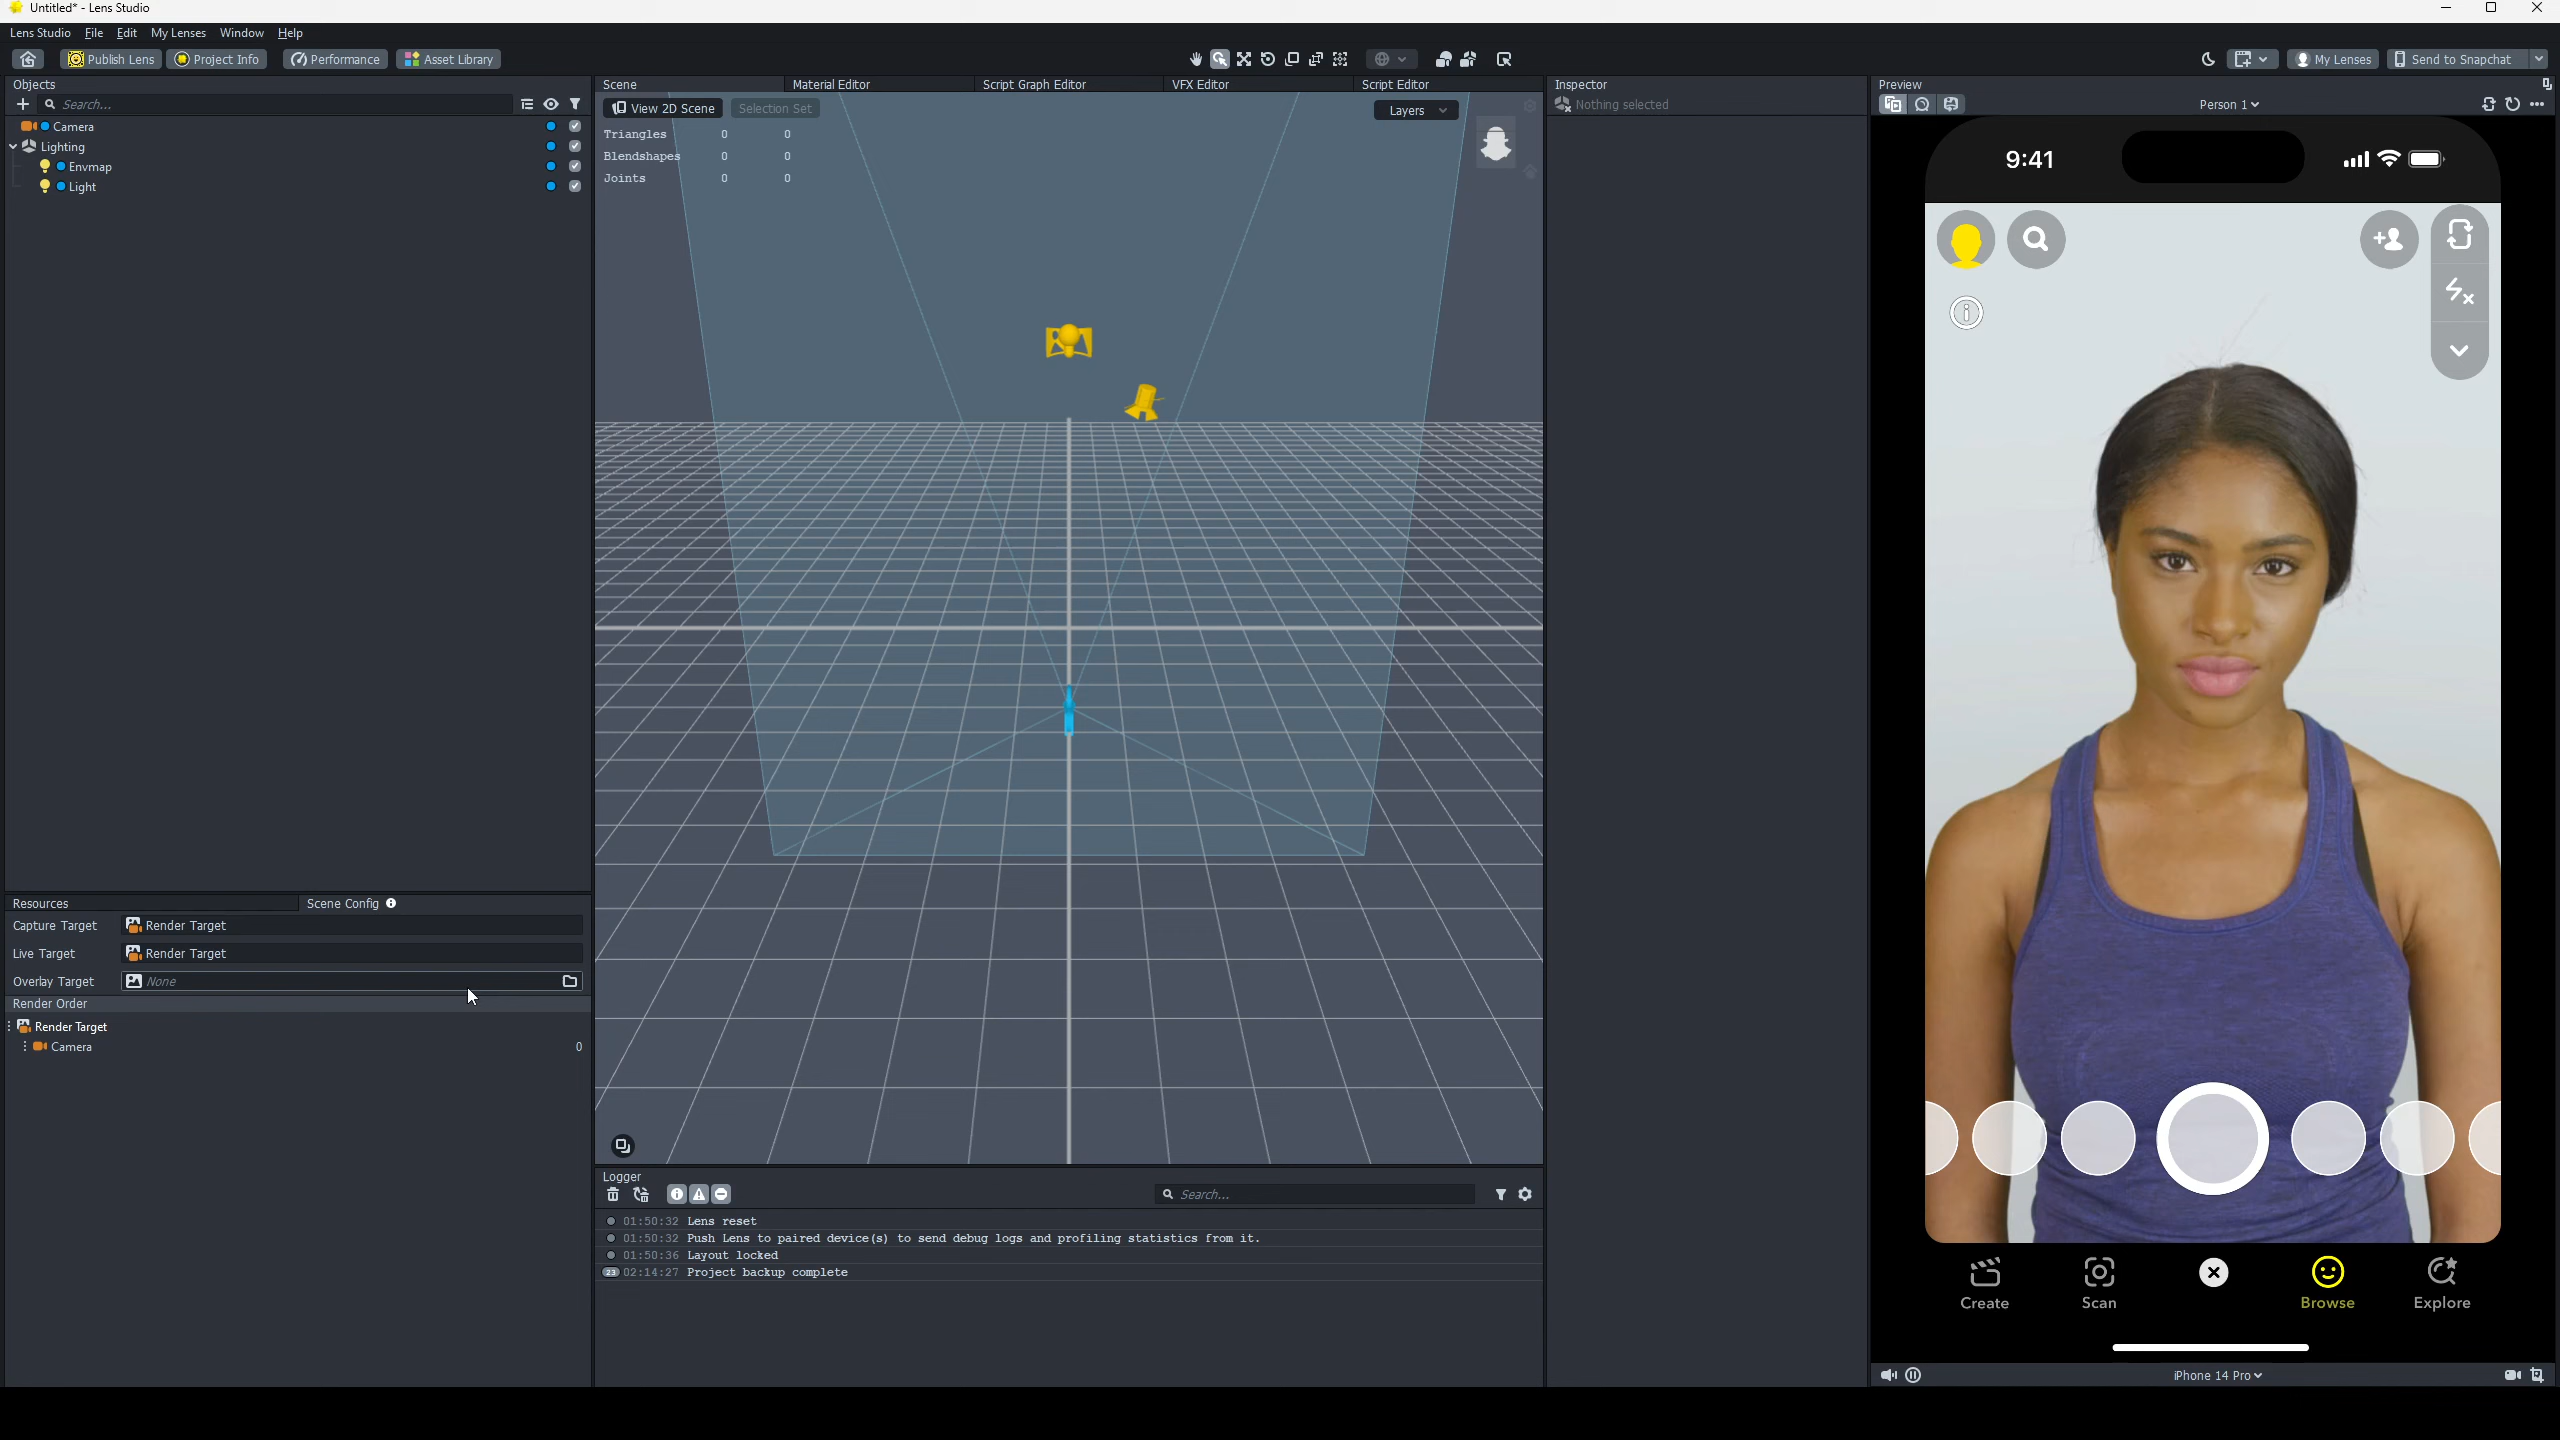 Untitled* - Lens Studio
Lens Studio File Edit My Lenses Window Help
Publish Lens Project Info Performance Asset Library
My Lenses Send to Snapchat
Objects
Search...
Camera
Lighting
Envmap
Light
Resources Scene Config
Capture Target Render Target
Live Target Render Target
Overlay Target None
Render Order
Render Target
Camera 0
Scene Material Editor Script Graph Editor VFX Editor Script Editor
View 2D Scene Selection Set Layers
Triangles 0 0
Blendshapes 0 0
Joints 0 0
Logger
Search...
01:50:32 Lens reset
01:50:32 Push Lens to paired device(s) to send debug logs and profiling statistics from it.
01:50:36 Layout locked
23 02:14:27 Project backup complete
Inspector
Nothing selected
Preview
Person 1
9:41
Create Scan Browse Explore
iPhone 14 Pro